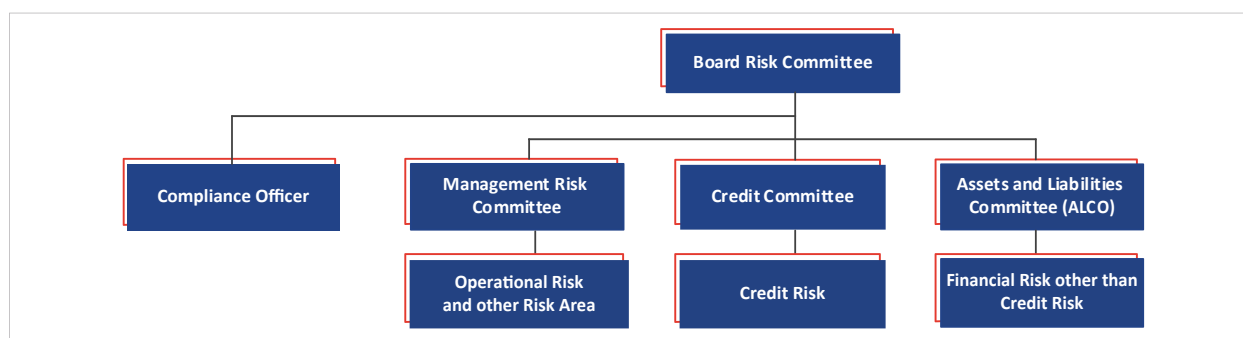 Board Risk Committee
Compliance Officer
Management Risk
Committee
Credit Committee
Assets and Liabilities
Committee (ALCO)
Operational Risk
and other Risk Area
Credit Risk
Financial Risk other than
Credit Risk